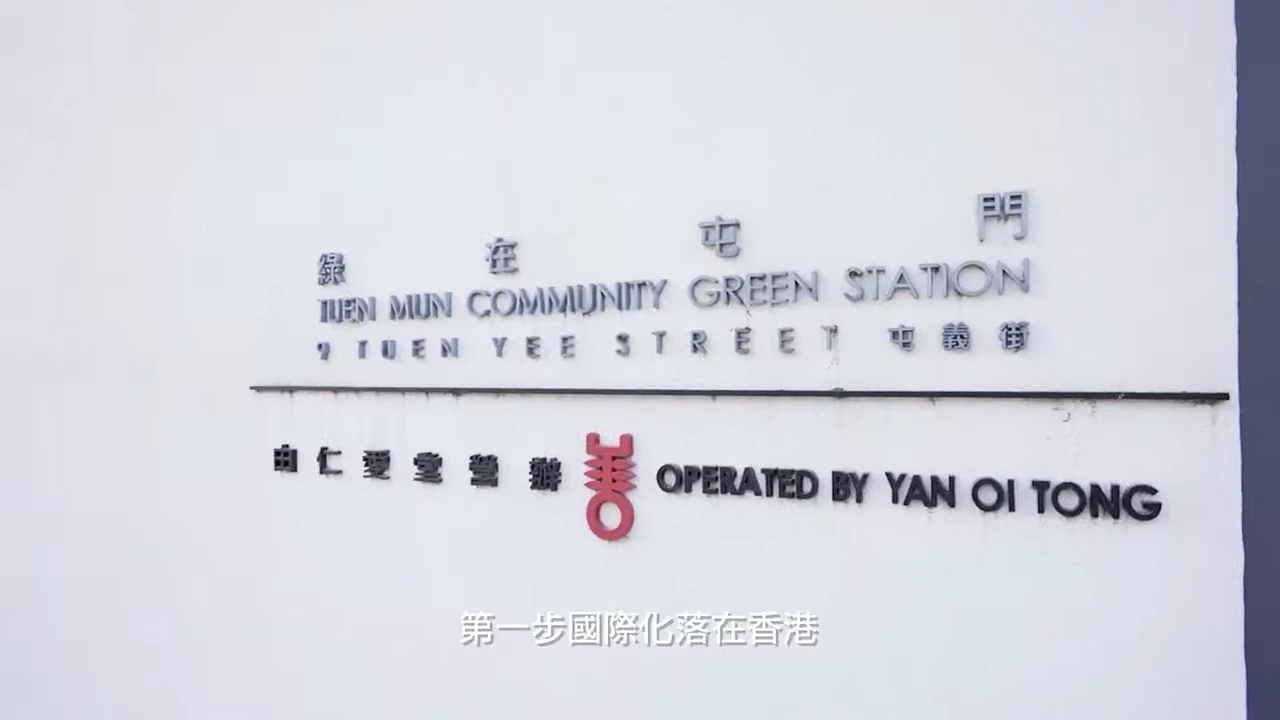 綠在屯門
TUEN MUN COMMUNITY GREEN STATION
9 TUEN YEE STREET 屯義街
由仁愛堂營辦 OPERATED BY YAN OI TONG
第一步國際化落在香港